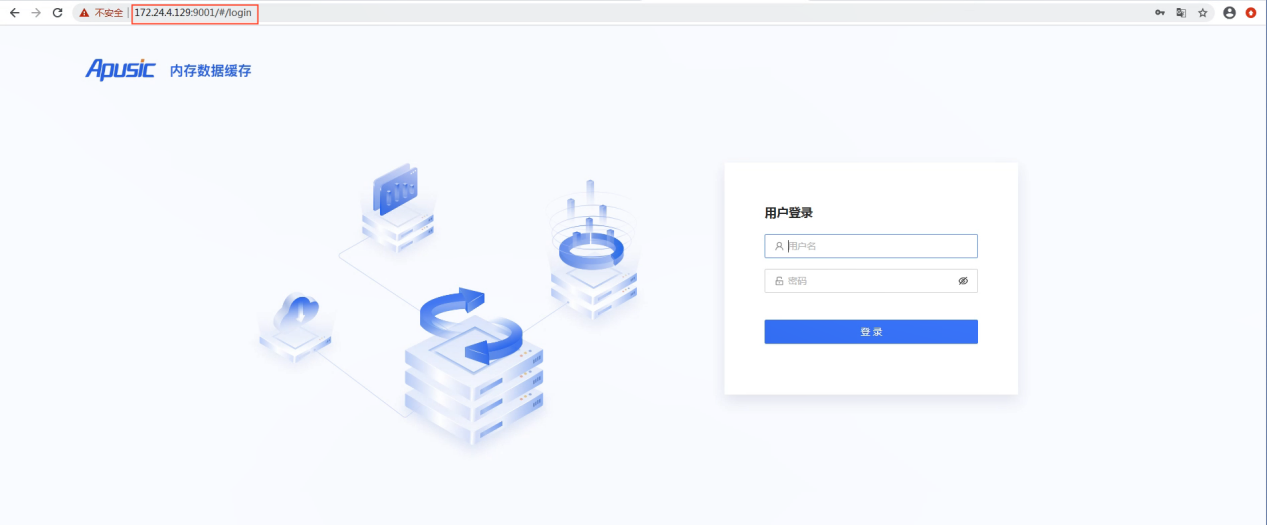 不安全 | 172.24.4.129:9001/#/login
Apusic 内存数据缓存
用户登录
用户名
密码
登 录